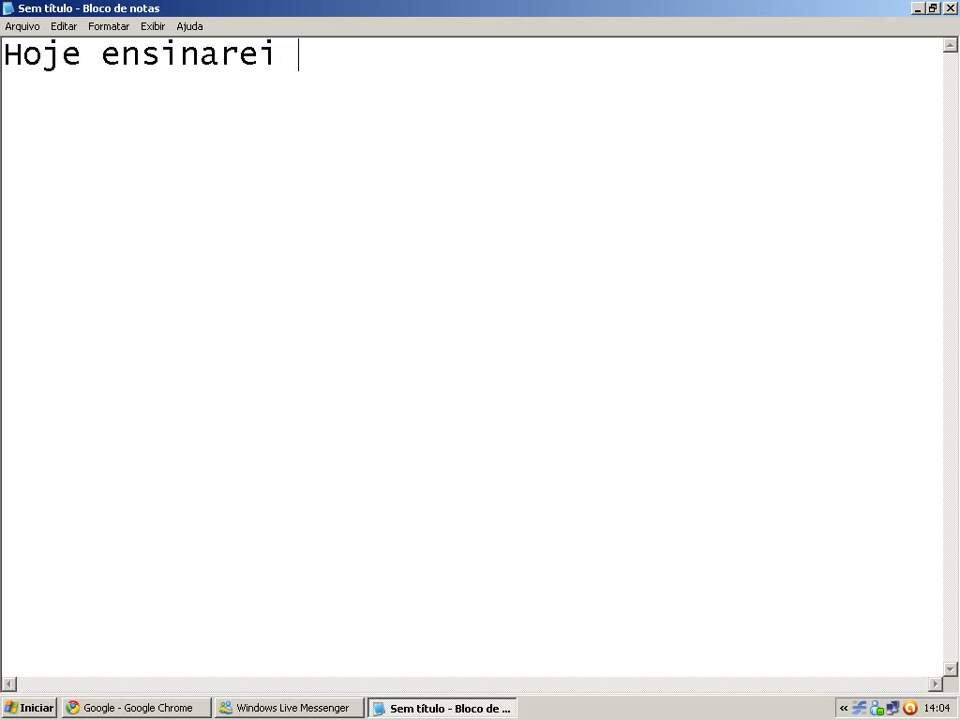 Sem título - Bloco de notas
Arquivo Editar Formatar Exibir Ajuda
Hoje ensinarei
Iniciar Google - Google Chrome Windows Live Messenger Sem título - Bloco de ... « 14:04